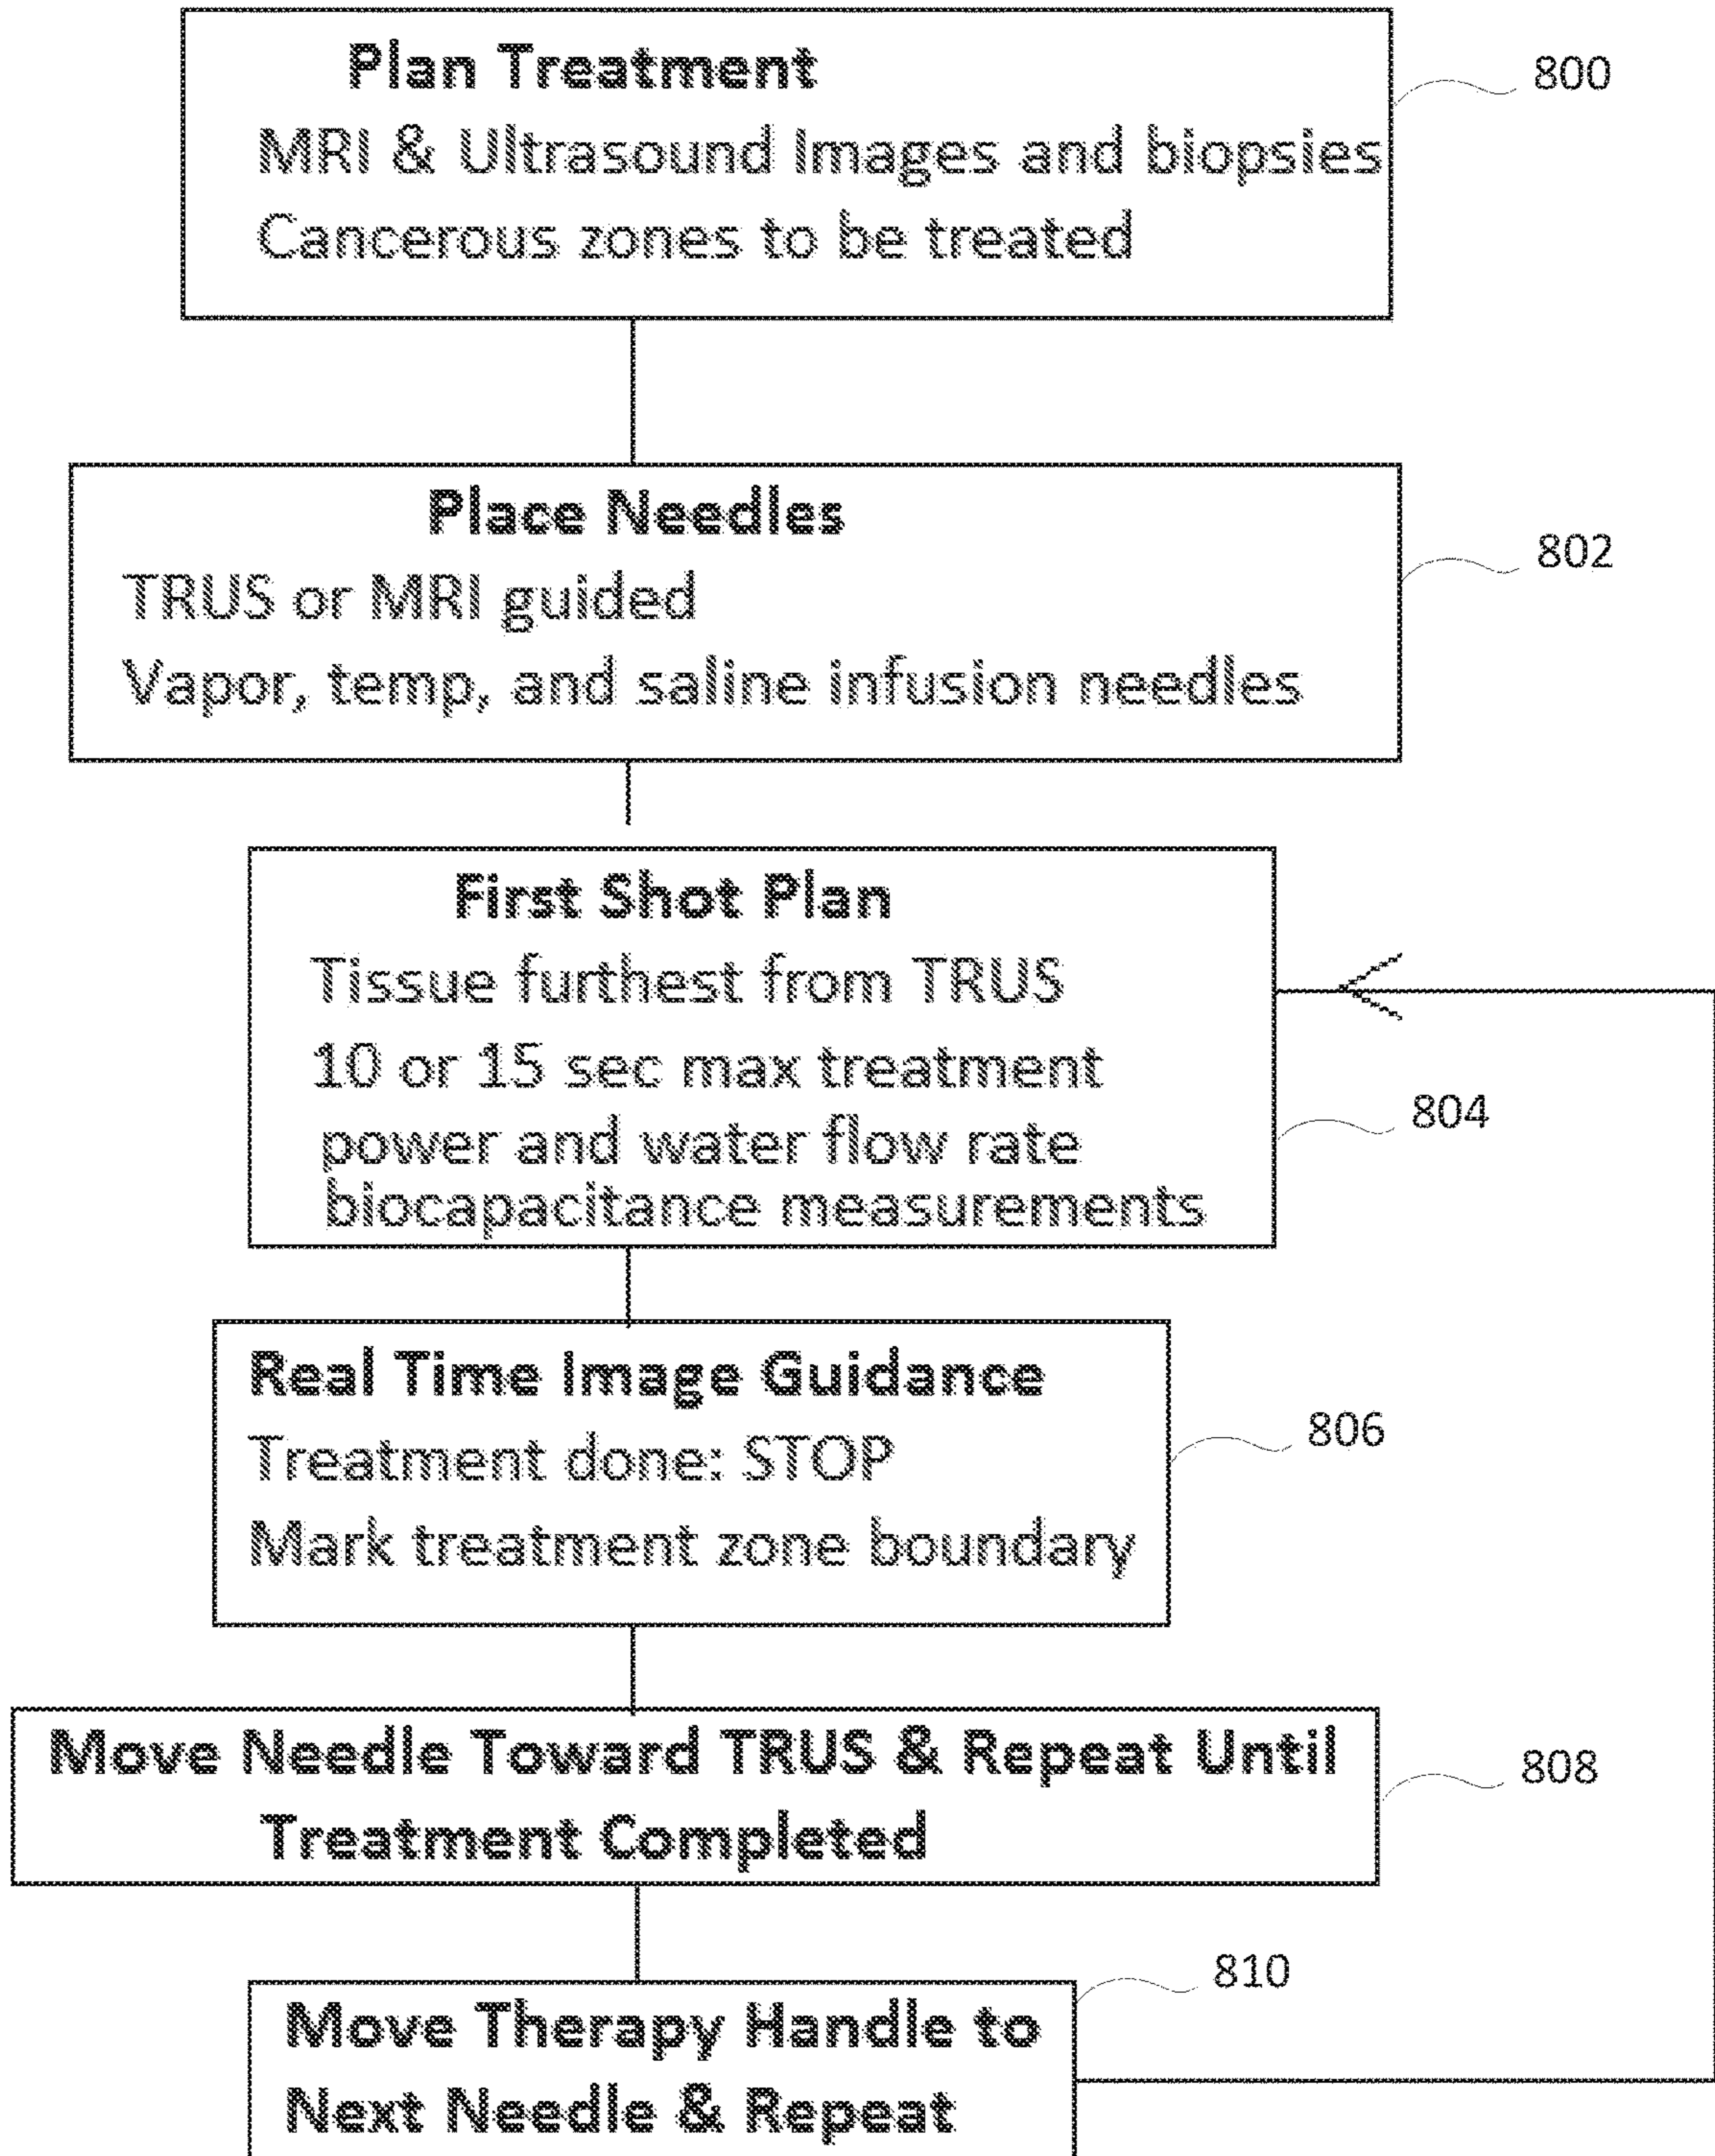 Plan Treatment
800
MRI & Ultrasound Images and biopsies
Cancerous zones to be treated
Place Needles
802
TRUS or MRI guided
Vapor, temp, and saline infusion needles
First Shot Plan
Tissue furthest from TRUS
10 or 15 sec max treatment
804
power and water flow rate
biocapacitance measurements
Real Time Image Guidance
806
Treatment done: STOP
Mark treatment zone boundary
Move Needle Toward TRUS & Repeat Until
808
Treatment Completed
810
Move Therapy Handle to
Next Needle & Repeat